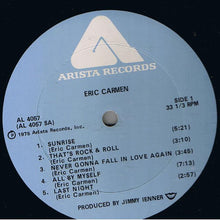 ARISTA RECORDS
ERIC CARMEN
AL 4057
(AL 4057 SA)
SIDE 1
33 1/3 RPM
℗ 1975 Arista Records, Inc.
1. SUNRISE (5:21)
(Eric Carmen)
2. THAT'S ROCK & ROLL (3:10)
(Eric Carmen)
3. NEVER GONNA FALL IN LOVE AGAIN (3:45)
(Eric Carmen)
4. ALL BY MYSELF (7:13)
(Eric Carmen)
5. LAST NIGHT (2:57)
(Eric Carmen)
PRODUCED BY JIMMY IENNER